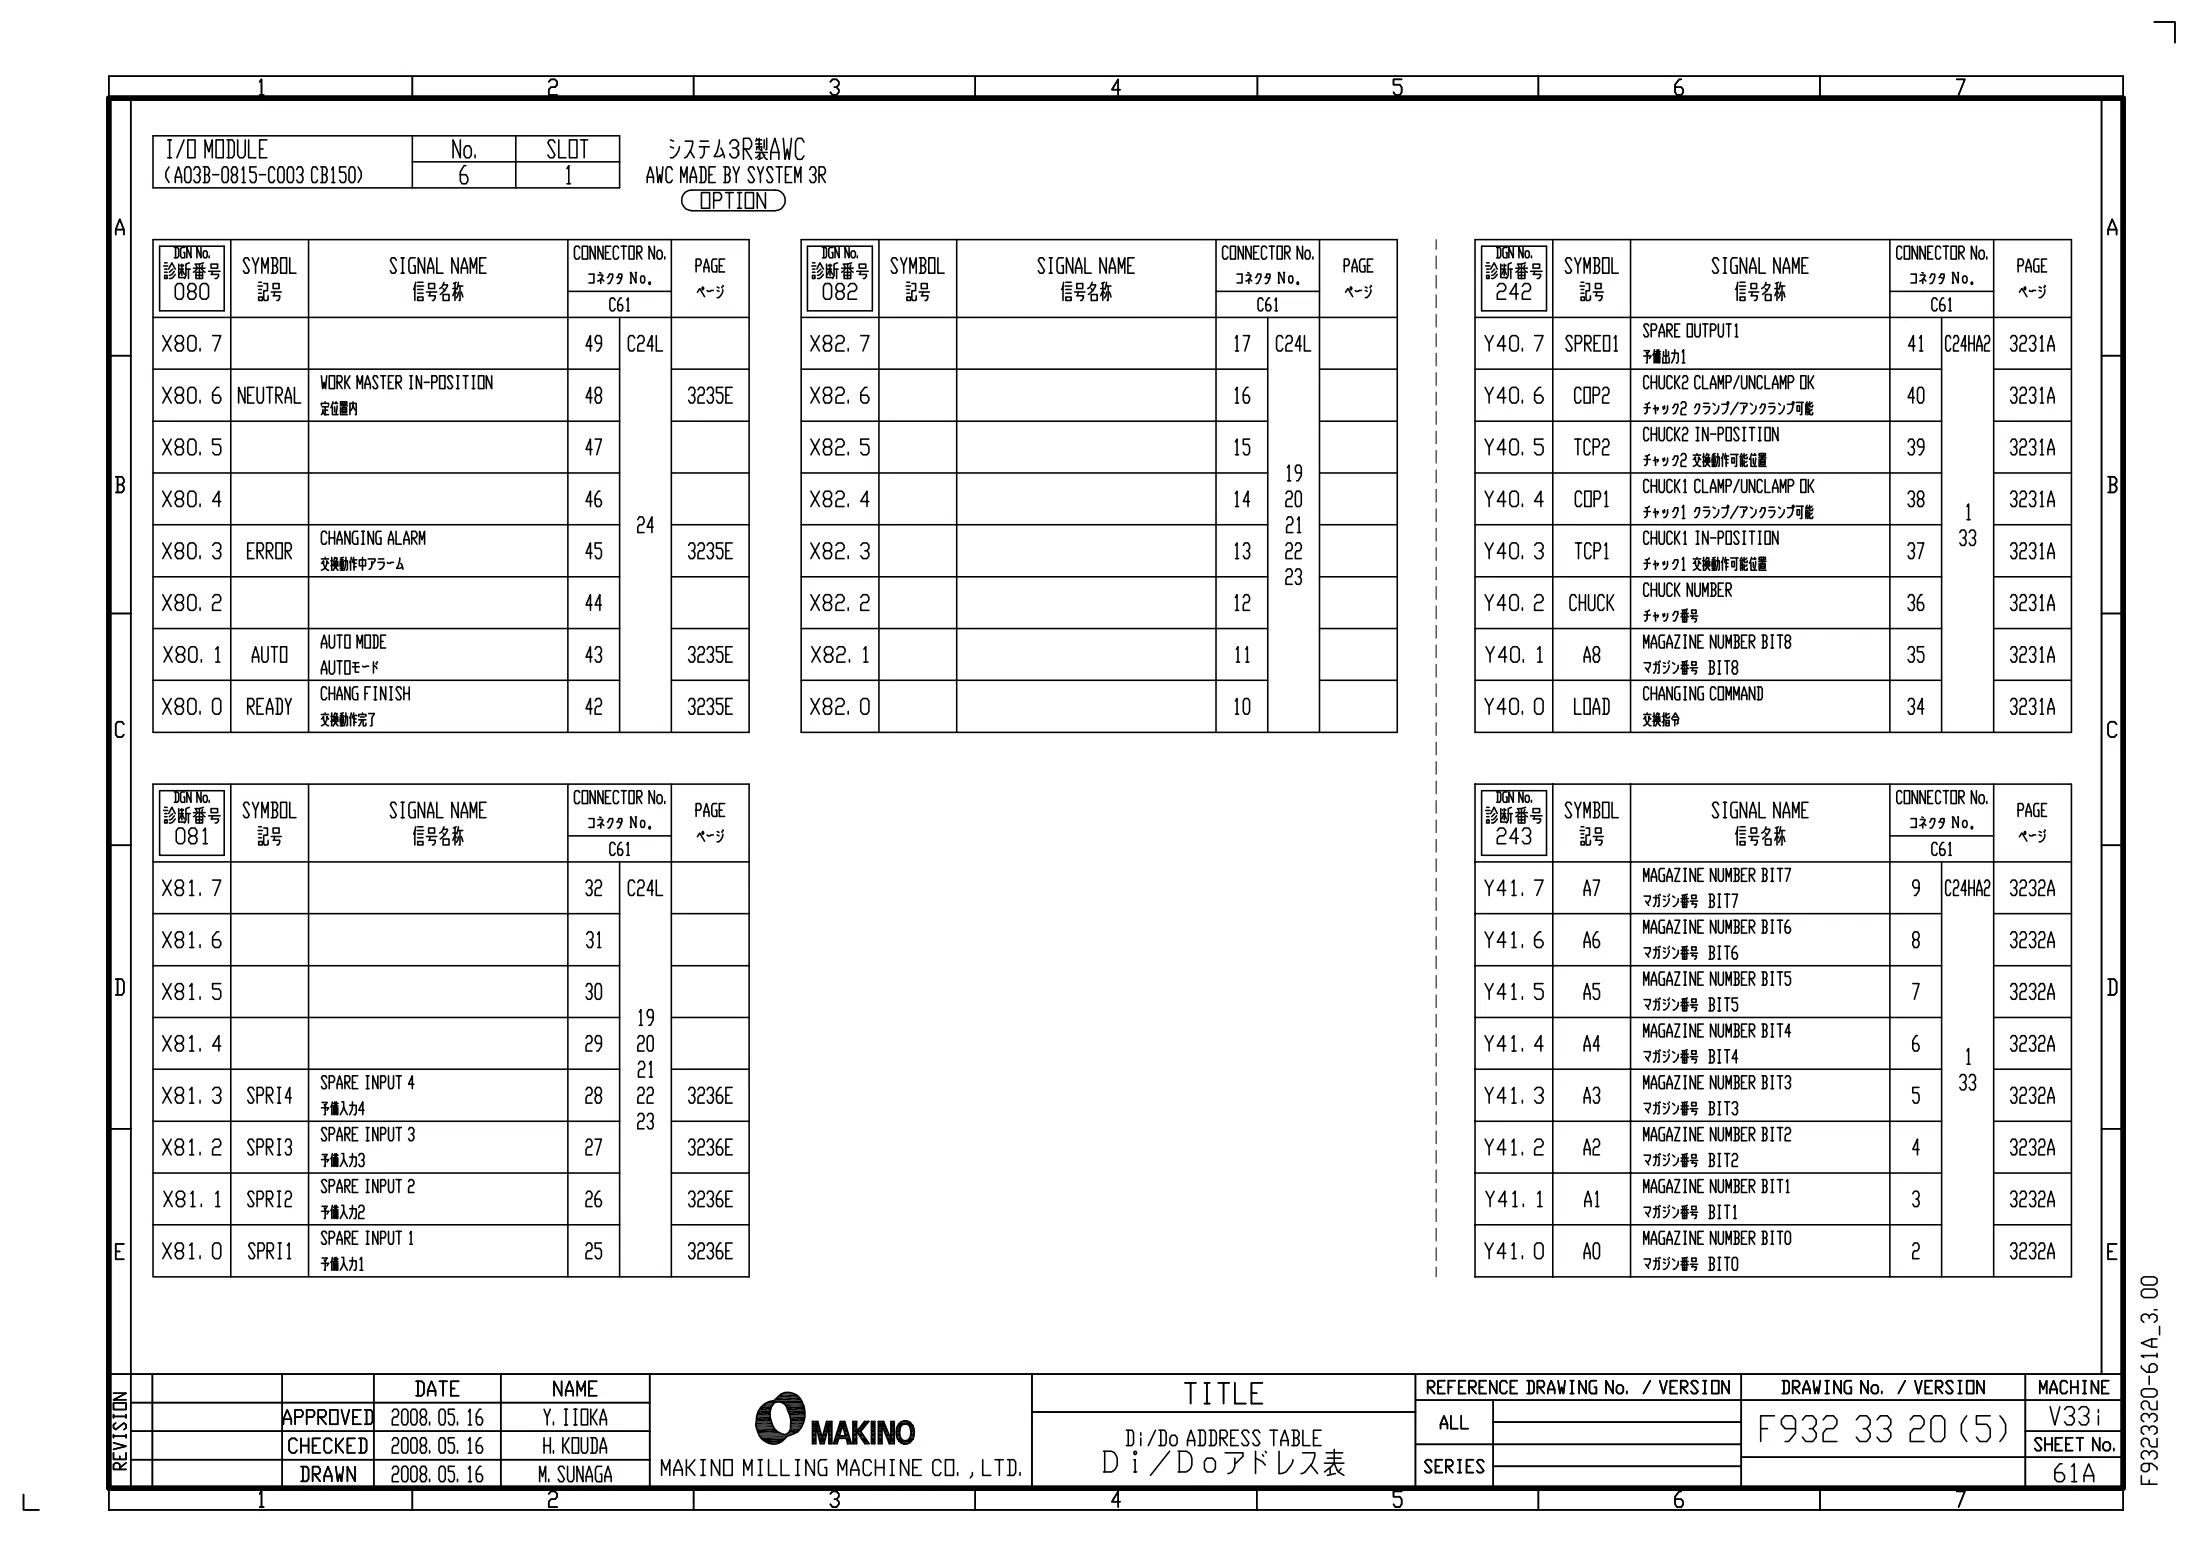 1 2 3 4 5 6 7
I/O MODULE No. SLOT
(A03B-0815-C003 CB150) 6 1
システム3R製AWC
AWC MADE BY SYSTEM 3R
OPTION
A A
B B
C C
D D
E E
DGN No. 診断番号 080 SYMBOL 記号 SIGNAL NAME 信号名称 CONNECTOR No. コネクタ No. C61 PAGE ページ
X80. 7 49 C24L
X80. 6 NEUTRAL WORK MASTER IN-POSITION 48 3235E
定位置内
X80. 5 47
X80. 4 46
24
X80. 3 ERROR CHANGING ALARM 45 3235E
交換動作中アラーム
X80. 2 44
X80. 1 AUTO AUTO MODE 43 3235E
AUTOモード
X80. 0 READY CHANG FINISH 42 3235E
交換動作完了
DGN No. 診断番号 082 SYMBOL 記号 SIGNAL NAME 信号名称 CONNECTOR No. コネクタ No. C61 PAGE ページ
X82. 7 17 C24L
X82. 6 16
X82. 5 15
19
X82. 4 14 20
21
X82. 3 13 22
23
X82. 2 12
X82. 1 11
X82. 0 10
DGN No. 診断番号 242 SYMBOL 記号 SIGNAL NAME 信号名称 CONNECTOR No. コネクタ No. C61 PAGE ページ
Y40. 7 SPREO1 SPARE OUTPUT1 41 C24HA2 3231A
予備出力1
Y40. 6 COP2 CHUCK2 CLAMP/UNCLAMP OK 40 3231A
チャック2 クランプ/アンクランプ可能
Y40. 5 TCP2 CHUCK2 IN-POSITION 39 3231A
チャック2 交換動作可能位置
Y40. 4 COP1 CHUCK1 CLAMP/UNCLAMP OK 38 3231A
チャック1 クランプ/アンクランプ可能
1
33
Y40. 3 TCP1 CHUCK1 IN-POSITION 37 3231A
チャック1 交換動作可能位置
Y40. 2 CHUCK CHUCK NUMBER 36 3231A
チャック番号
Y40. 1 A8 MAGAZINE NUMBER BIT8 35 3231A
マガジン番号 BIT8
Y40. 0 LOAD CHANGING COMMAND 34 3231A
交換指令
DGN No. 診断番号 081 SYMBOL 記号 SIGNAL NAME 信号名称 CONNECTOR No. コネクタ No. C61 PAGE ページ
X81. 7 32 C24L
X81. 6 31
X81. 5 30
19
X81. 4 29 20
21
X81. 3 SPRI4 SPARE INPUT 4 28 22 3236E
予備入力4
23
X81. 2 SPRI3 SPARE INPUT 3 27 3236E
予備入力3
X81. 1 SPRI2 SPARE INPUT 2 26 3236E
予備入力2
X81. 0 SPRI1 SPARE INPUT 1 25 3236E
予備入力1
DGN No. 診断番号 243 SYMBOL 記号 SIGNAL NAME 信号名称 CONNECTOR No. コネクタ No. C61 PAGE ページ
Y41. 7 A7 MAGAZINE NUMBER BIT7 9 C24HA2 3232A
マガジン番号 BIT7
Y41. 6 A6 MAGAZINE NUMBER BIT6 8 3232A
マガジン番号 BIT6
Y41. 5 A5 MAGAZINE NUMBER BIT5 7 3232A
マガジン番号 BIT5
Y41. 4 A4 MAGAZINE NUMBER BIT4 6 3232A
マガジン番号 BIT4
1
33
Y41. 3 A3 MAGAZINE NUMBER BIT3 5 3232A
マガジン番号 BIT3
Y41. 2 A2 MAGAZINE NUMBER BIT2 4 3232A
マガジン番号 BIT2
Y41. 1 A1 MAGAZINE NUMBER BIT1 3 3232A
マガジン番号 BIT1
Y41. 0 A0 MAGAZINE NUMBER BIT0 2 3232A
マガジン番号 BIT0
REVISION
DATE NAME
APPROVED 2008. 05. 16 Y. IIOKA
CHECKED 2008. 05. 16 H. KOUDA
DRAWN 2008. 05. 16 M. SUNAGA
MAKINO
MAKINO MILLING MACHINE CO. , LTD.
TITLE
Di/Do ADDRESS TABLE
Di/Doアドレス表
REFERENCE DRAWING No. / VERSION
ALL
SERIES
DRAWING No. / VERSION
F932 33 20 (5)
MACHINE
V33i
SHEET No.
61A
1 2 3 4 5 6 7
F9323320-61A_3. 00